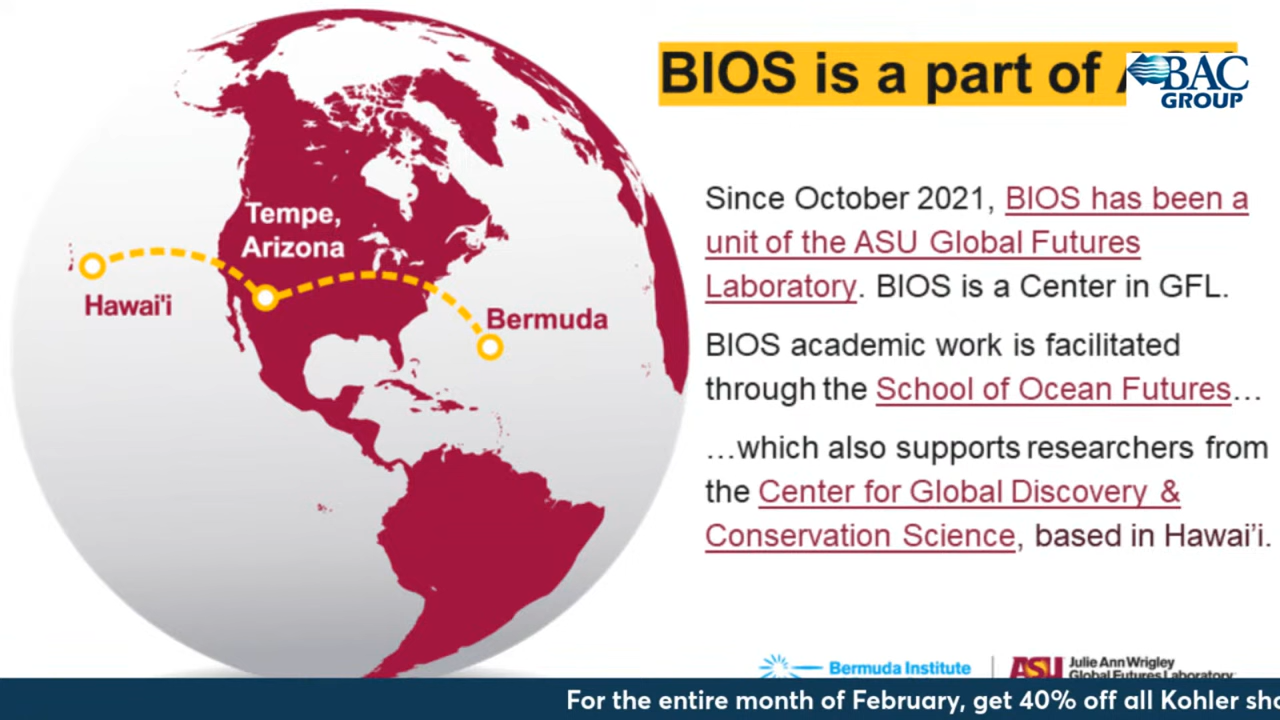 BIOS is a part of
BAC
GROUP
Since October 2021, BIOS has been a
unit of the ASU Global Futures
Laboratory. BIOS is a Center in GFL.
BIOS academic work is facilitated
through the School of Ocean Futures…
…which also supports researchers from
the Center for Global Discovery &
Conservation Science, based in Hawai’i.
Tempe,
Arizona
Hawai'i
Bermuda
Bermuda Institute
ASU
Julie Ann Wrigley
Global Futures Laboratory
For the entire month of February, get 40% off all Kohler